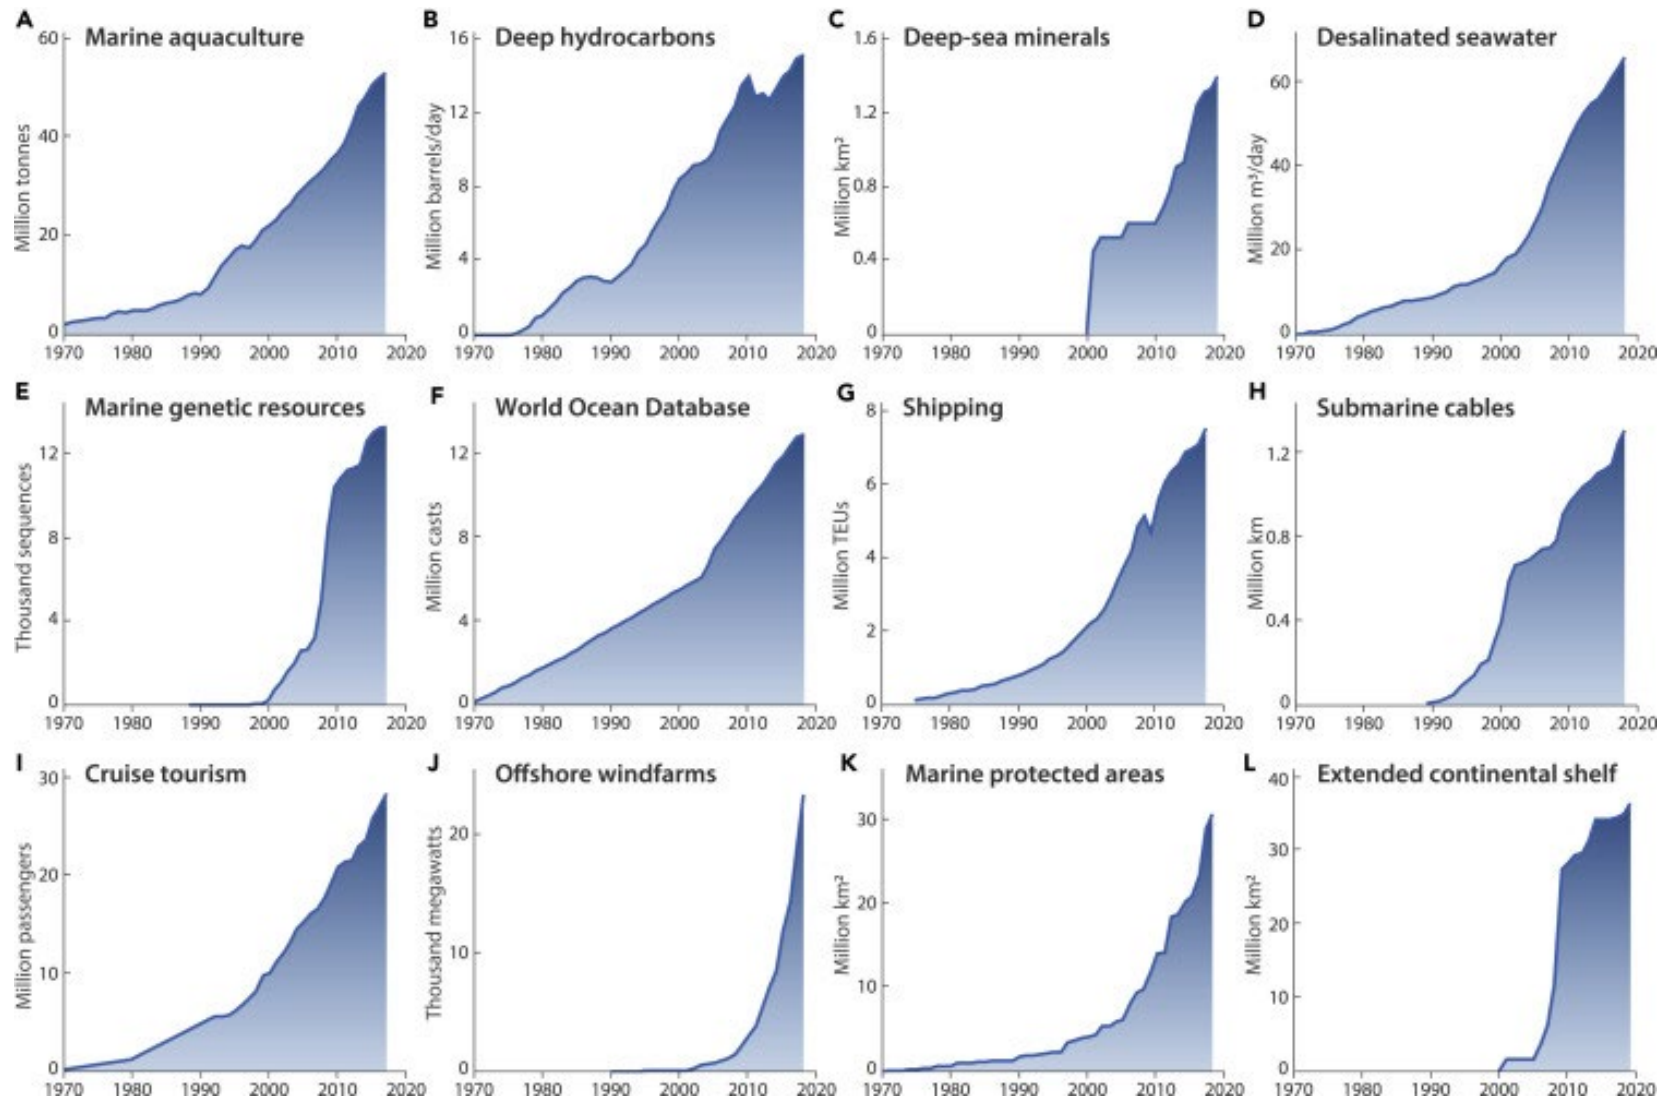 A Marine aquaculture
60
40
20
0
Million tonnes
1970 1980 1990 2000 2010 2020
B Deep hydrocarbons
16
12
8
4
0
Million barrels/day
1970 1980 1990 2000 2010 2020
C Deep-sea minerals
1.6
1.2
0.8
0.4
0
Million km²
1970 1980 1990 2000 2010 2020
D Desalinated seawater
60
40
20
0
Million m³/day
1970 1980 1990 2000 2010 2020
E Marine genetic resources
12
8
4
0
Thousand sequences
1970 1980 1990 2000 2010 2020
F World Ocean Database
12
8
4
0
Million casts
1970 1980 1990 2000 2010 2020
G Shipping
8
6
4
2
0
Million TEUs
1970 1980 1990 2000 2010 2020
H Submarine cables
1.2
0.8
0.4
0
Million km
1970 1980 1990 2000 2010 2020
I Cruise tourism
30
20
10
0
Million passengers
1970 1980 1990 2000 2010 2020
J Offshore windfarms
20
10
0
Thousand megawatts
1970 1980 1990 2000 2010 2020
K Marine protected areas
30
20
10
0
Million km²
1970 1980 1990 2000 2010 2020
L Extended continental shelf
40
30
20
10
0
Million km²
1970 1980 1990 2000 2010 2020